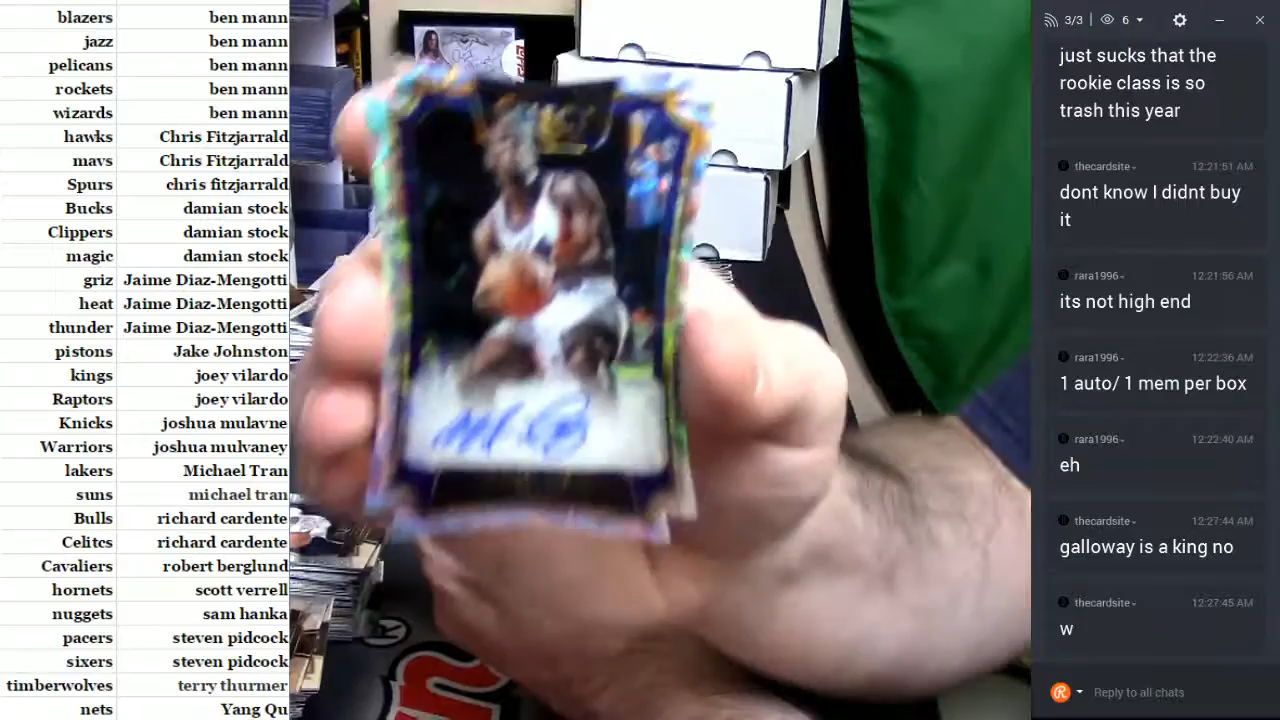 blazers ben mann
jazz ben mann
pelicans ben mann
rockets ben mann
wizards ben mann
hawks Chris Fitzjarrald
mavs Chris Fitzjarrald
Spurs chris fitzjarrald
Bucks damian stock
Clippers damian stock
magic damian stock
griz Jaime Diaz-Mengotti
heat Jaime Diaz-Mengotti
thunder Jaime Diaz-Mengotti
pistons Jake Johnston
kings joey vilardo
Raptors joey vilardo
Knicks joshua mulavne
Warriors joshua mulvaney
lakers Michael Tran
suns michael tran
Bulls richard cardente
Celitcs richard cardente
Cavaliers robert berglund
hornets scott verrell
nuggets sam hanka
pacers steven pidcock
sixers steven pidcock
timberwolves terry thurmer
nets Yang Qu
3/3 6
just sucks that the
rookie class is so
trash this year
thecardsite 12:21:51 AM
dont know I didnt buy
it
rara1996 12:21:56 AM
its not high end
rara1996 12:22:36 AM
1 auto/ 1 mem per box
rara1996 12:22:40 AM
eh
thecardsite 12:27:44 AM
galloway is a king no
thecardsite 12:27:45 AM
w
Reply to all chats